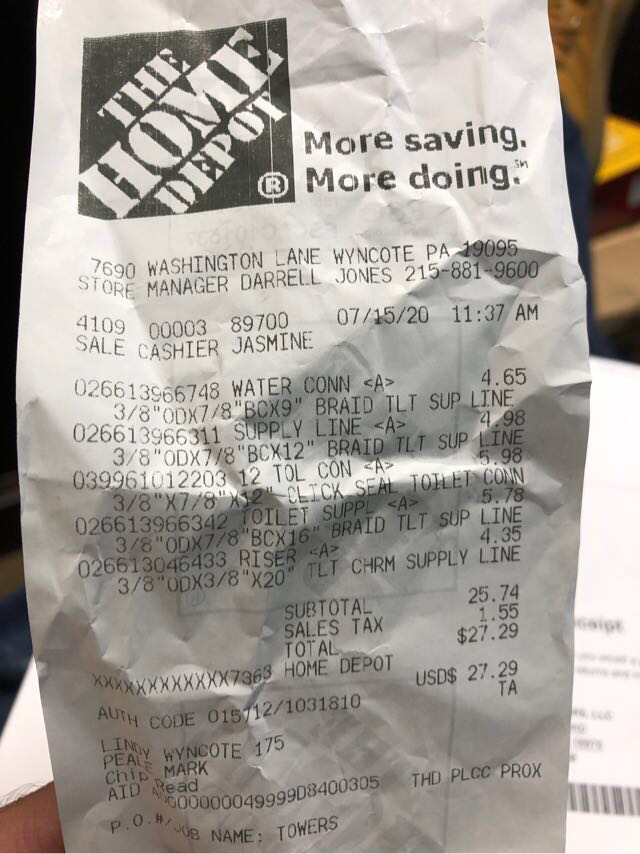 THE
HOME
DEPOT
®
More saving.
More doing.℠
7690 WASHINGTON LANE WYNCOTE PA 19095
STORE MANAGER DARRELL JONES 215-881-9600
4109 00003 89700 07/15/20 11:37 AM
SALE CASHIER JASMINE
026613966748 WATER CONN <A> 4.65
3/8"ODX7/8"BCX9" BRAID TLT SUP LINE
026613966311 SUPPLY LINE <A> 4.98
3/8"ODX7/8"BCX12" BRAID TLT SUP LINE
039961012203 12 TOL CON <A> 5.98
3/8"X7/8"X12" CLICK SEAL TOILET CONN
026613966342 TOILET SUPPL <A> 5.78
3/8"ODX7/8"BCX16" BRAID TLT SUP LINE
026613046433 RISER <A> 4.35
3/8"ODX3/8"X20" TLT CHRM SUPPLY LINE
SUBTOTAL 25.74
SALES TAX 1.55
TOTAL $27.29
XXXXXXXXXXXX7363 HOME DEPOT
USD$ 27.29
AUTH CODE 015712/1031810 TA
LINDY WYNCOTE 175
PEALE MARK
Chip Read
AID A0000000049999D8400305 THD PLCC PROX
P.O.#/JOB NAME: TOWERS